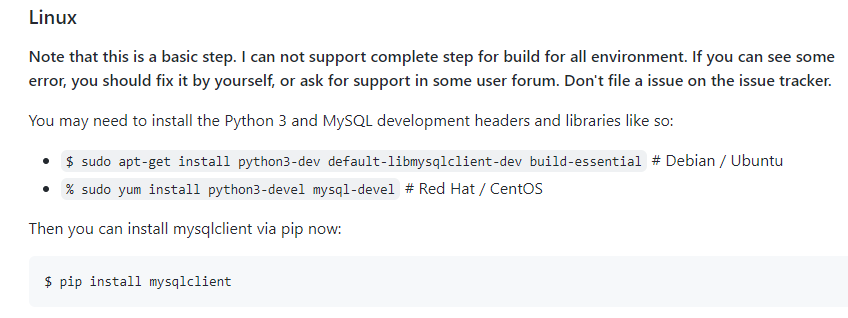 Linux
Note that this is a basic step. I can not support complete step for build for all environment. If you can see some
error, you should fix it by yourself, or ask for support in some user forum. Don't file a issue on the issue tracker.
You may need to install the Python 3 and MySQL development headers and libraries like so:
• $ sudo apt-get install python3-dev default-libmysqlclient-dev build-essential # Debian / Ubuntu
• % sudo yum install python3-devel mysql-devel # Red Hat / CentOS
Then you can install mysqlclient via pip now:
$ pip install mysqlclient